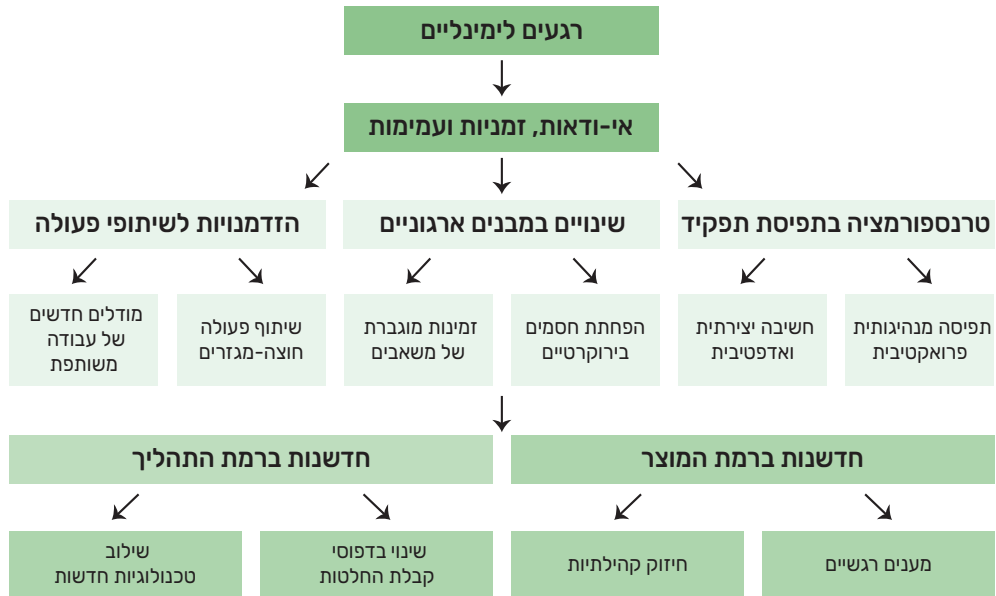 רגעים לימינליים
אי-ודאות, זמניות ועמימות
טרנספורמציה בתפיסת תפקיד
שינויים במבנים ארגוניים
הזדמנויות לשיתופי פעולה
תפיסה מנהיגותית
פרואקטיבית
חשיבה יצירתית
ואדפטיבית
הפחתת חסמים
בירוקרטיים
זמינות מוגברת
של משאבים
שיתוף פעולה
חוצה-מגזרים
מודלים חדשים
של עבודה
משותפת
חדשנות ברמת המוצר
חדשנות ברמת התהליך
מענים רגשיים
חיזוק קהילתיות
שינוי בדפוסי
קבלת החלטות
שילוב
טכנולוגיות חדשות